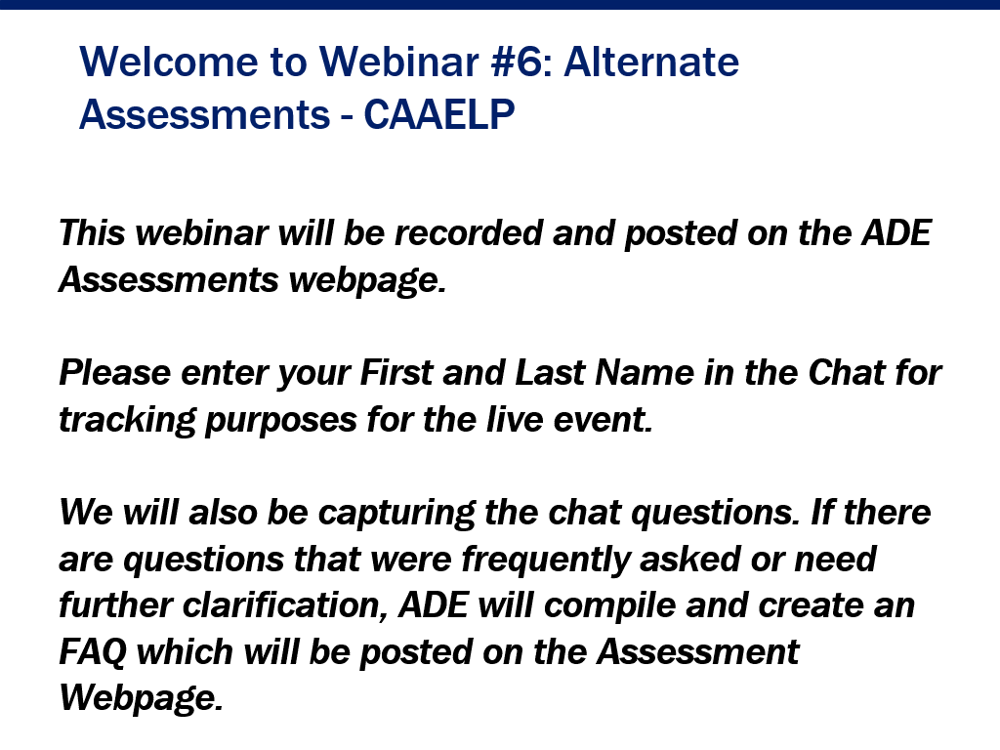 Welcome to Webinar #6: Alternate
Assessments - CAAELP
This webinar will be recorded and posted on the ADE
Assessments webpage.
Please enter your First and Last Name in the Chat for
tracking purposes for the live event.
We will also be capturing the chat questions. If there
are questions that were frequently asked or need
further clarification, ADE will compile and create an
FAQ which will be posted on the Assessment
Webpage.